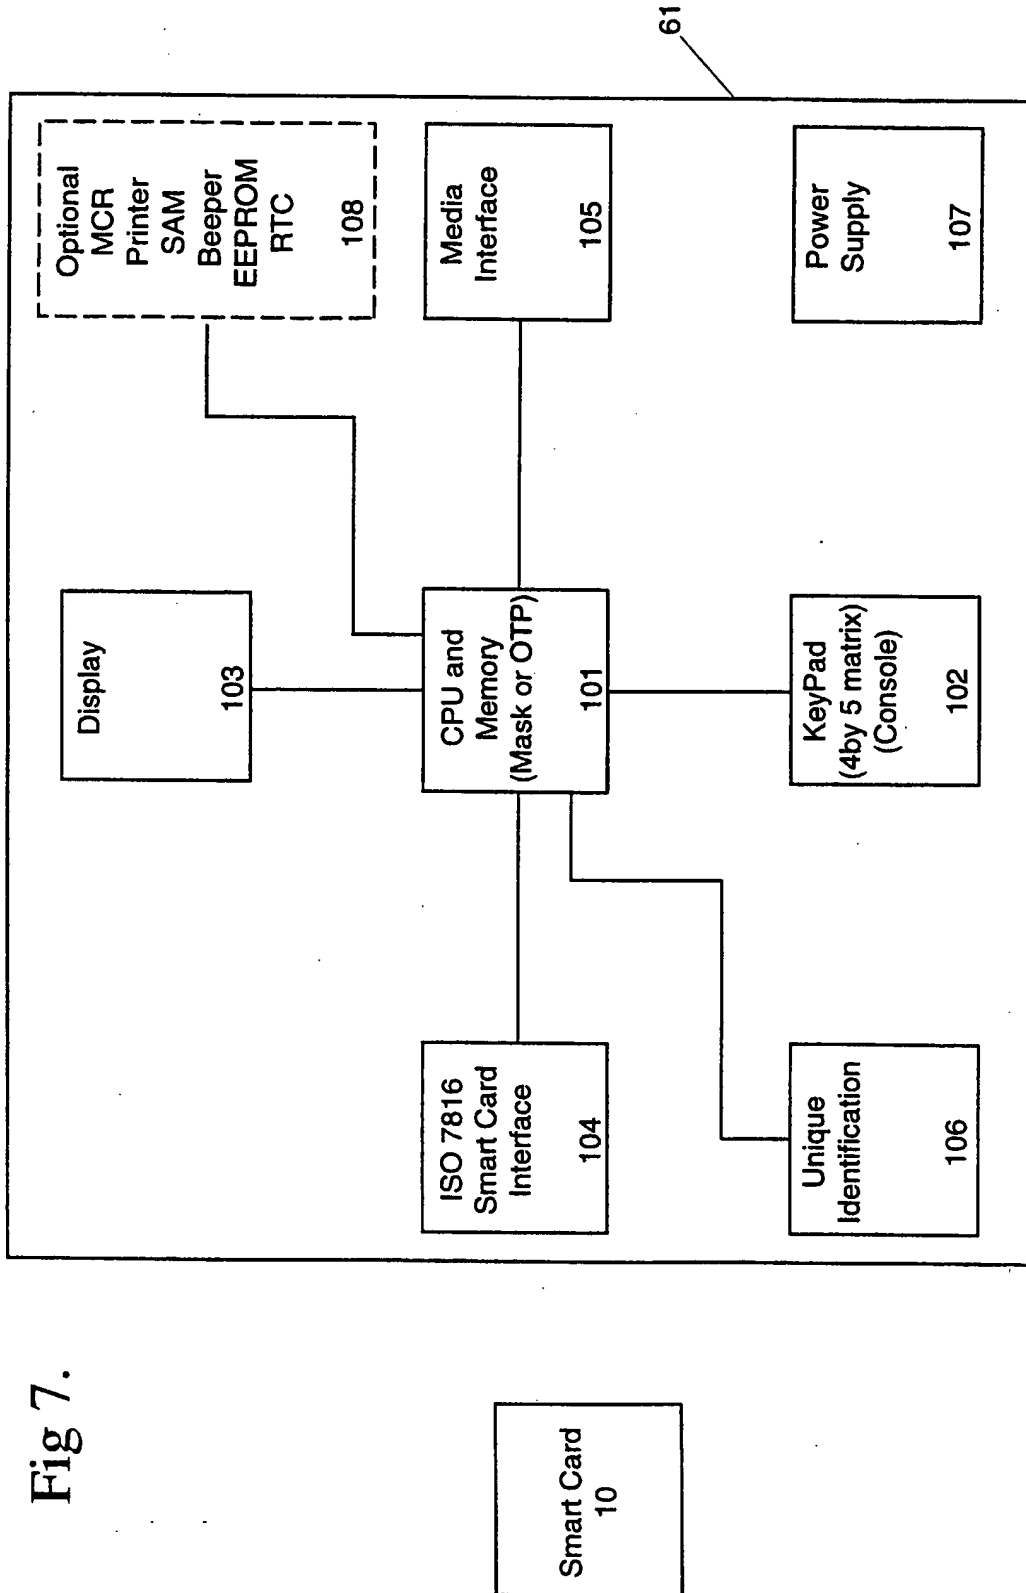 Fig 7.
Display
103
Optional
MCR
Printer
SAM
Beeper
EEPROM
RTC
108
ISO 7816
Smart Card
Interface
104
CPU and
Memory
(Mask or OTP)
101
Media
Interface
105
Smart Card
10
Unique
Identification
106
KeyPad
(4by 5 matrix)
(Console)
102
Power
Supply
107
61